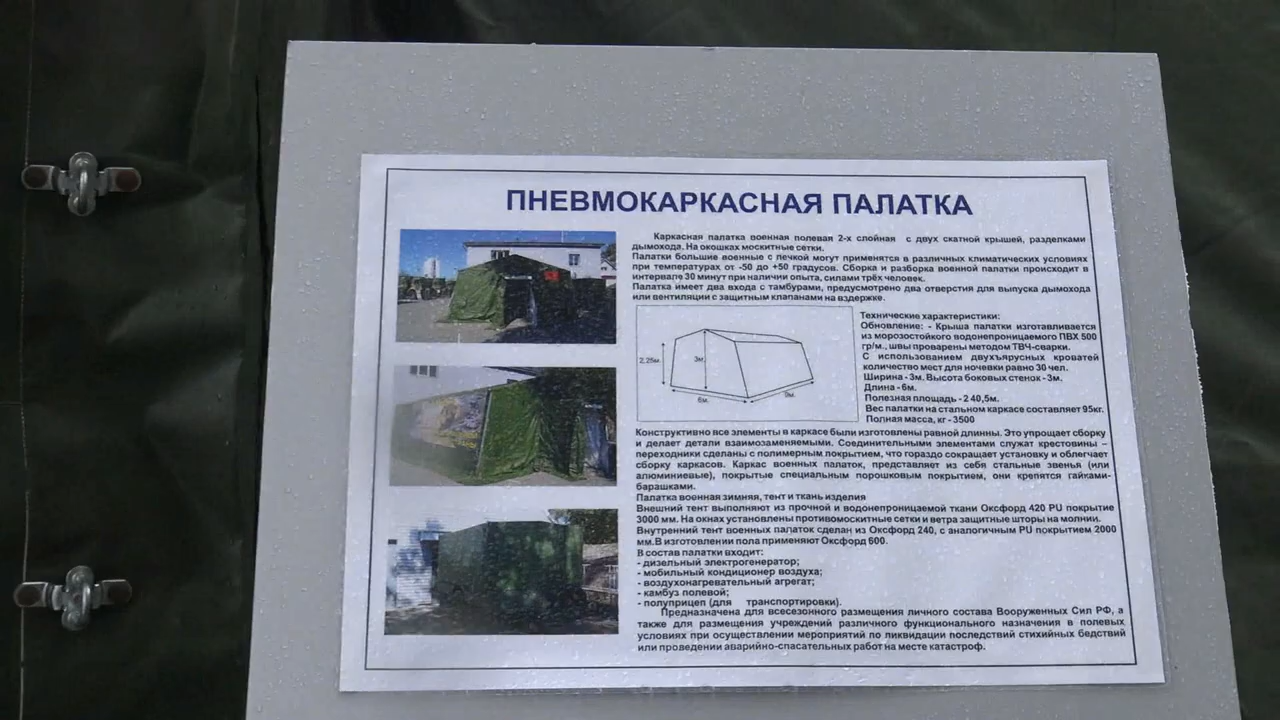 ПНЕВМОКАРКАСНАЯ ПАЛАТКА
Каркасная палатка военная полевая 2-х слойная с двух скатной крышей, разделками
дымохода. На окошках москитные сетки.
Палатки большие военные с печкой могут применятся в различных климатических условиях
при температурах от -50 до +50 градусов. Сборка и разборка военной палатки происходит в
интервале 30 минут при наличии опыта, силами трёх человек.
Палатка имеет два входа с тамбурами, предусмотрено два отверстия для выпуска дымохода
или вентиляции с защитным клапанами на вздержке.
2,25м.
3м.
6м.
9м.
Технические характеристики:
Обновление: - Крыша палатки изготавливается
из морозостойкого водонепроницаемого ПВХ 500
гр/м., швы проварены методом ТВЧ-сварки.
С использованием двухъярусных кроватей
количество мест для ночевки равно 30 чел.
Ширина - 3м. Высота боковых стенок - 3м.
Длина - 6м.
Полезная площадь - 2 40,5м.
Вес палатки на стальном каркасе составляет 95кг.
Полная масса, кг - 3500
Конструктивно все элементы в каркасе были изготовлены равной длинны. Это упрощает сборку
и делает детали взаимозаменяемыми. Соединительными элементами служат крестовины –
переходники сделаны с полимерным покрытием, что гораздо сокращает установку и облегчает
сборку каркасов. Каркас военных палаток, представляет из себя стальные звенья (или
алюминиевые), покрытые специальным порошковым покрытием, они крепятся гайками-
барашками.
Палатка военная зимняя, тент и ткань изделия
Внешний тент выполняют из прочной и водонепроницаемой ткани Оксфорд 420 PU покрытие
3000 мм. На окнах установлены противомоскитные сетки и ветра защитные шторы на молнии.
Внутренний тент военных палаток сделан из Оксфорд 240, с аналогичным PU покрытием 2000
мм.В изготовлении пола применяют Оксфорд 600.
В состав палатки входит:
- дизельный электрогенератор;
- мобильный кондиционер воздуха;
- воздухонагревательный агрегат;
- камбуз полевой;
- полуприцеп (для транспортировки).
Предназначена для всесезонного размещения личного состава Вооруженных Сил РФ, а
также для размещения учреждений различного функционального назначения в полевых
условиях при осуществлении мероприятий по ликвидации последствий стихийных бедствий
или проведении аварийно-спасательных работ на месте катастроф.